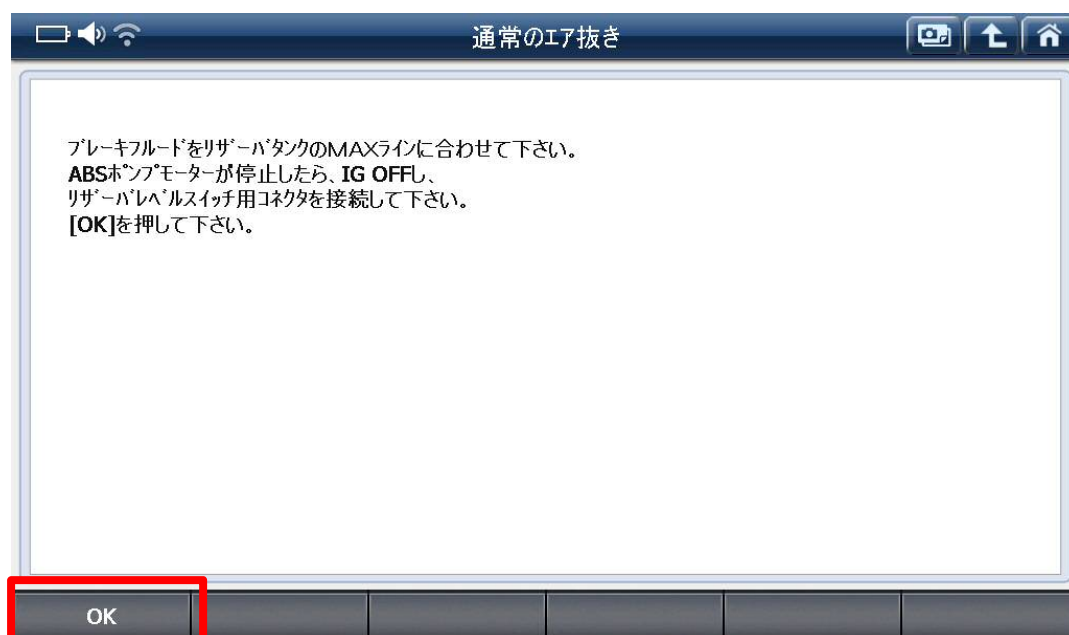 通常のｴｱ抜き
ﾌﾞﾚｰｷﾌﾙｰﾄﾞをﾘｻﾞｰﾊﾞﾀﾝｸのMAXﾗｲﾝに合わせて下さい。
ABSﾎﾟﾝﾌﾟﾓｰﾀｰが停止したら、IG OFFし、
ﾘｻﾞｰﾊﾞﾚﾍﾞﾙｽｲｯﾁ用ｺﾈｸﾀを接続して下さい。
[OK]を押して下さい。
OK